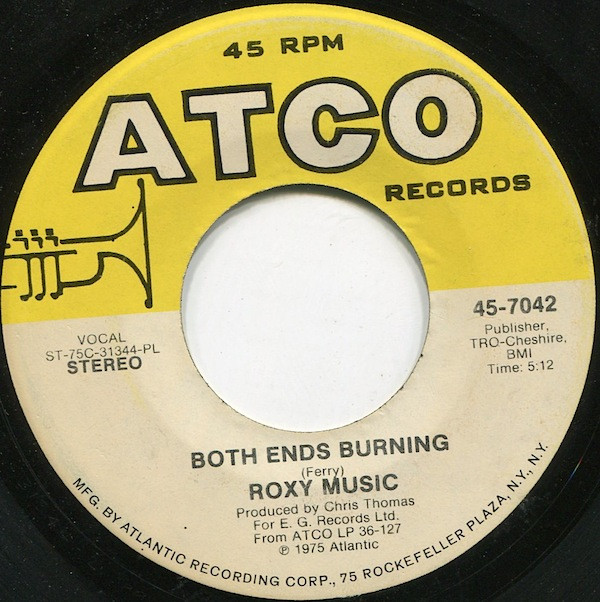 45 RPM
ATCO
RECORDS
VOCAL
ST-75C-31344-PL
STEREO
45-7042
Publisher,
TRO-Cheshire,
BMI
Time: 5:12
BOTH ENDS BURNING
(Ferry)
ROXY MUSIC
Produced by Chris Thomas
For E. G. Records Ltd.
From ATCO LP 36-127
℗ 1975 Atlantic
MFG. BY ATLANTIC RECORDING CORP., 75 ROCKEFELLER PLAZA, N.Y., N.Y.